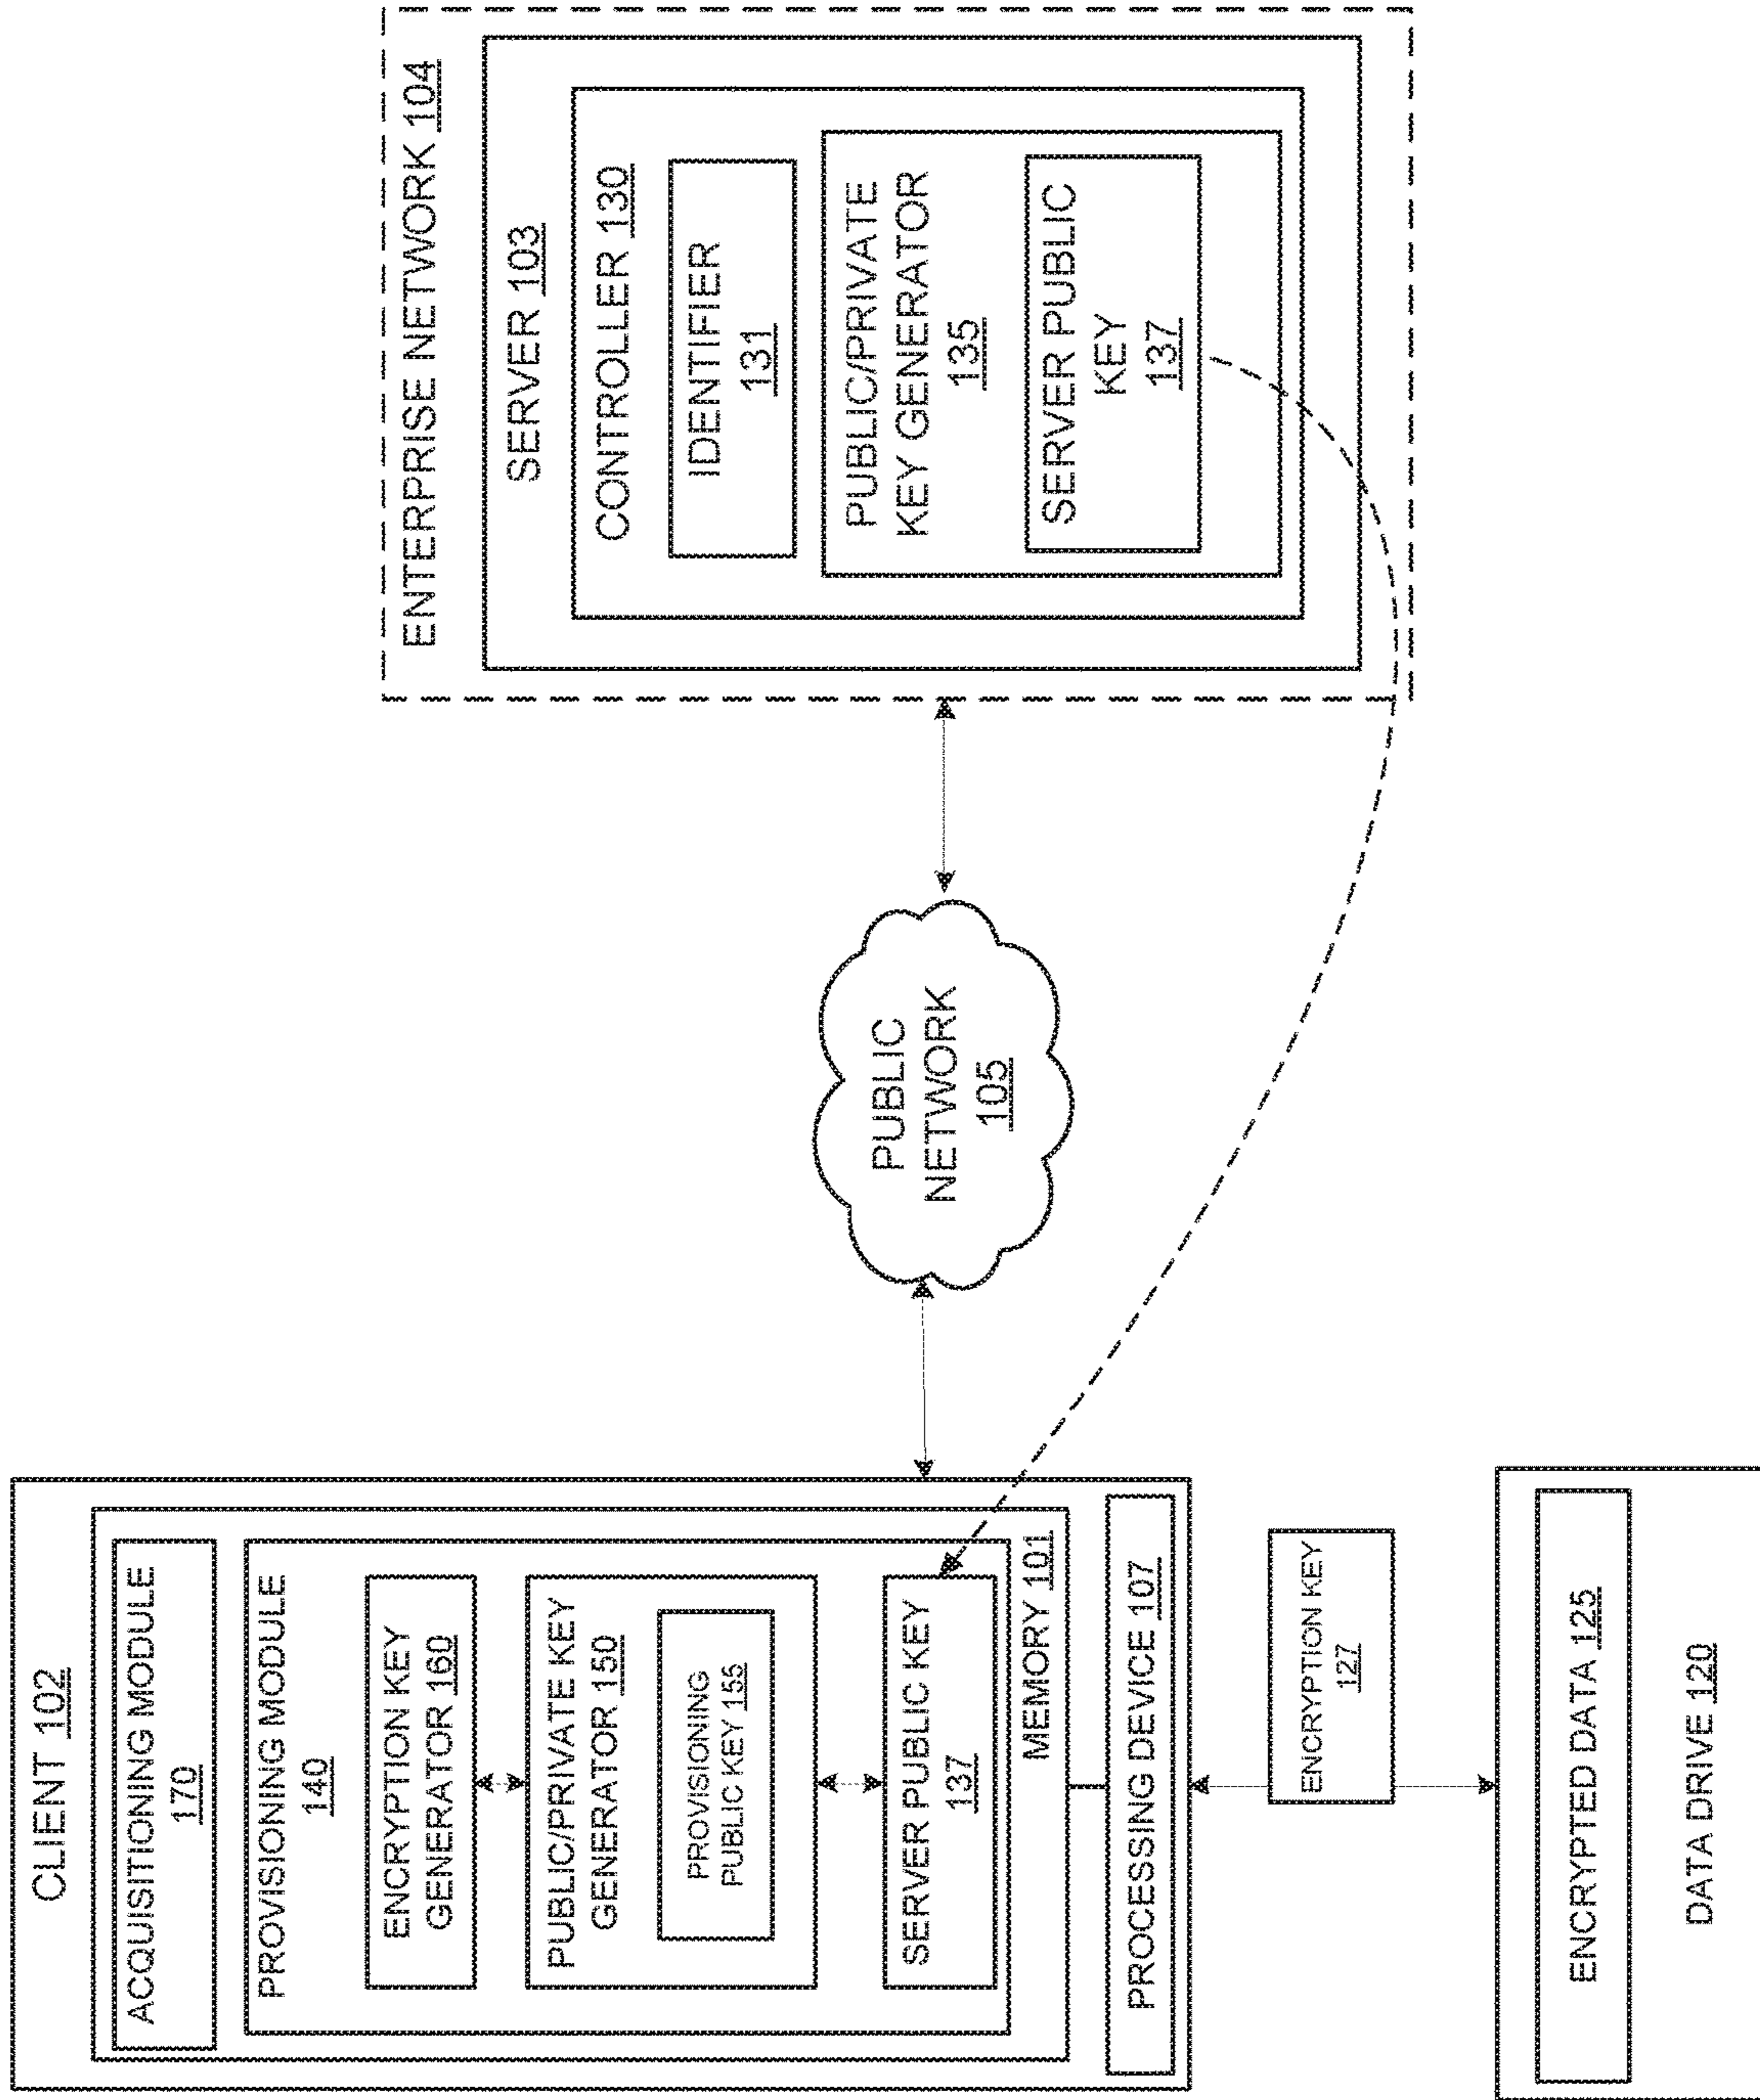 CLIENT 102
ACQUISITIONING MODULE
170
PROVISIONING MODULE
140
ENCRYPTION KEY
GENERATOR 160
PUBLIC/PRIVATE KEY
GENERATOR 150
PROVISIONING
PUBLIC KEY 155
SERVER PUBLIC KEY
137
MEMORY 101
PROCESSING DEVICE 107
ENCRYPTION KEY
127
ENCRYPTED DATA 125
DATA DRIVE 120
PUBLIC
NETWORK
105
ENTERPRISE NETWORK 104
SERVER 103
CONTROLLER 130
IDENTIFIER
131
PUBLIC/PRIVATE
KEY GENERATOR
135
SERVER PUBLIC
KEY
137